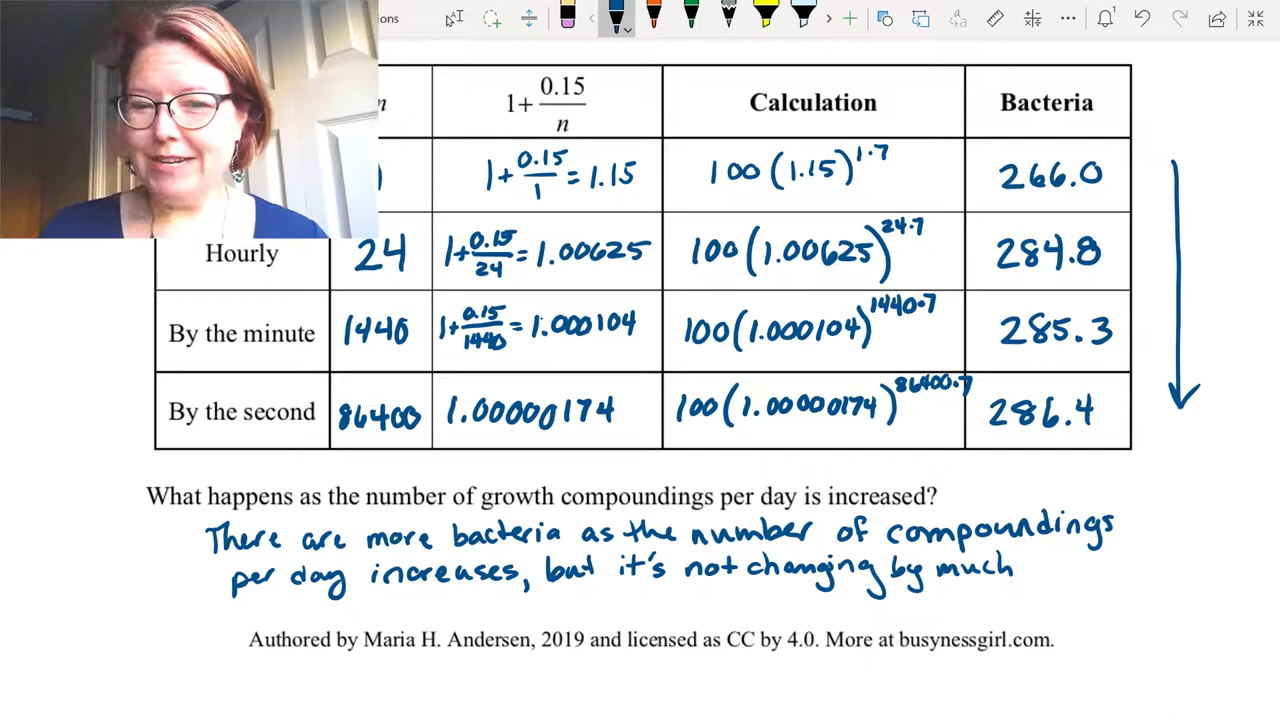 ions
n 1+ 0.15/n Calculation Bacteria
1+ 0.15/1 = 1.15 100(1.15)^1·7 266.0
Hourly 24 1+ 0.15/24 = 1.00625 100(1.00625)^24·7 284.8
By the minute 1440 1+ 0.15/1440 = 1.000104 100(1.000104)^1440·7 285.3
By the second 86400 1.00000174 100(1.00000174)^86400·7 286.4
What happens as the number of growth compoundings per day is increased?
There are more bacteria as the number of compoundings
per day increases, but it's not changing by much
Authored by Maria H. Andersen, 2019 and licensed as CC by 4.0. More at busynessgirl.com.